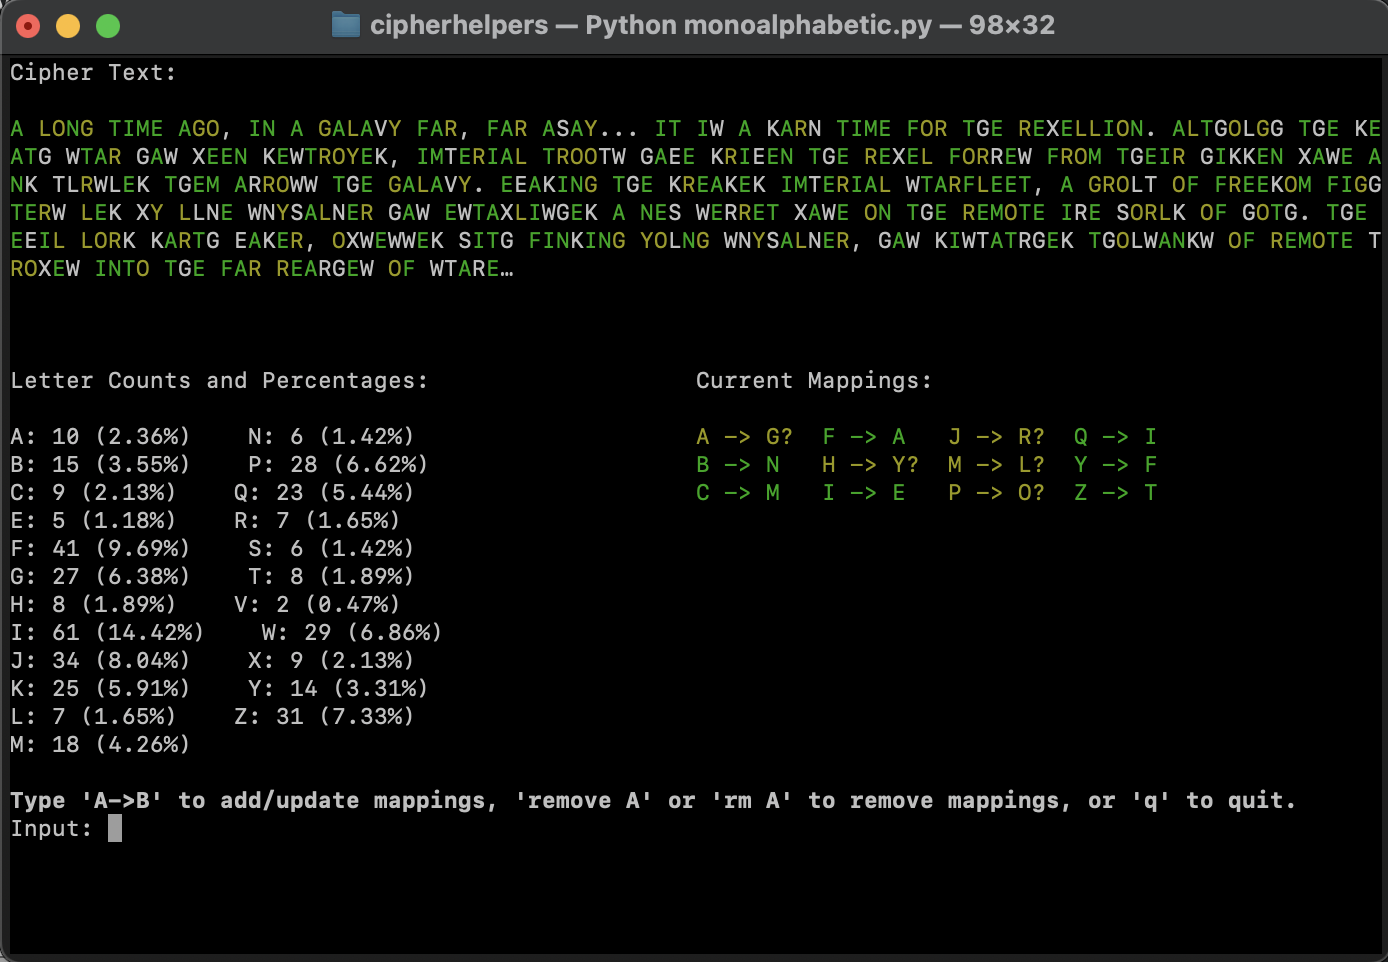 cipherhelpers — Python monoalphabetic.py — 98×32
Cipher Text:
A LONG TIME AGO, IN A GALAVY FAR, FAR ASAY... IT IW A KARN TIME FOR TGE REXELLION. ALTGOLGG TGE KE
ATG WTAR GAW XEEN KEWTROYEK, IMTERIAL TROOTW GAEE KRIEEN TGE REXEL FORREW FROM TGEIR GIKKEN XAWE A
NK TLRWLEK TGEM ARROWW TGE GALAVY. EEAKING TGE KREAKEK IMTERIAL WTARFLEET, A GROLT OF FREEKOM FIGG
TERW LEK XY LLNE WNYSALNER GAW EWTAXLIWGEK A NES WERRET XAWE ON TGE REMOTE IRE SORLK OF GOTG. TGE
EEIL LORK KARTG EAKER, OXWEWWEK SITG FINKING YOLNG WNYSALNER, GAW KIWTATRGEK TGOLWANKW OF REMOTE T
ROXEW INTO TGE FAR REARGEW OF WTARE…
Letter Counts and Percentages: Current Mappings:
A: 10 (2.36%) N: 6 (1.42%) A –> G? F –> A J –> R? Q –> I
B: 15 (3.55%) P: 28 (6.62%) B –> N H –> Y? M –> L? Y –> F
C: 9 (2.13%) Q: 23 (5.44%) C –> M I –> E P –> O? Z –> T
E: 5 (1.18%) R: 7 (1.65%)
F: 41 (9.69%) S: 6 (1.42%)
G: 27 (6.38%) T: 8 (1.89%)
H: 8 (1.89%) V: 2 (0.47%)
I: 61 (14.42%) W: 29 (6.86%)
J: 34 (8.04%) X: 9 (2.13%)
K: 25 (5.91%) Y: 14 (3.31%)
L: 7 (1.65%) Z: 31 (7.33%)
M: 18 (4.26%)
Type 'A–>B' to add/update mappings, 'remove A' or 'rm A' to remove mappings, or 'q' to quit.
Input: